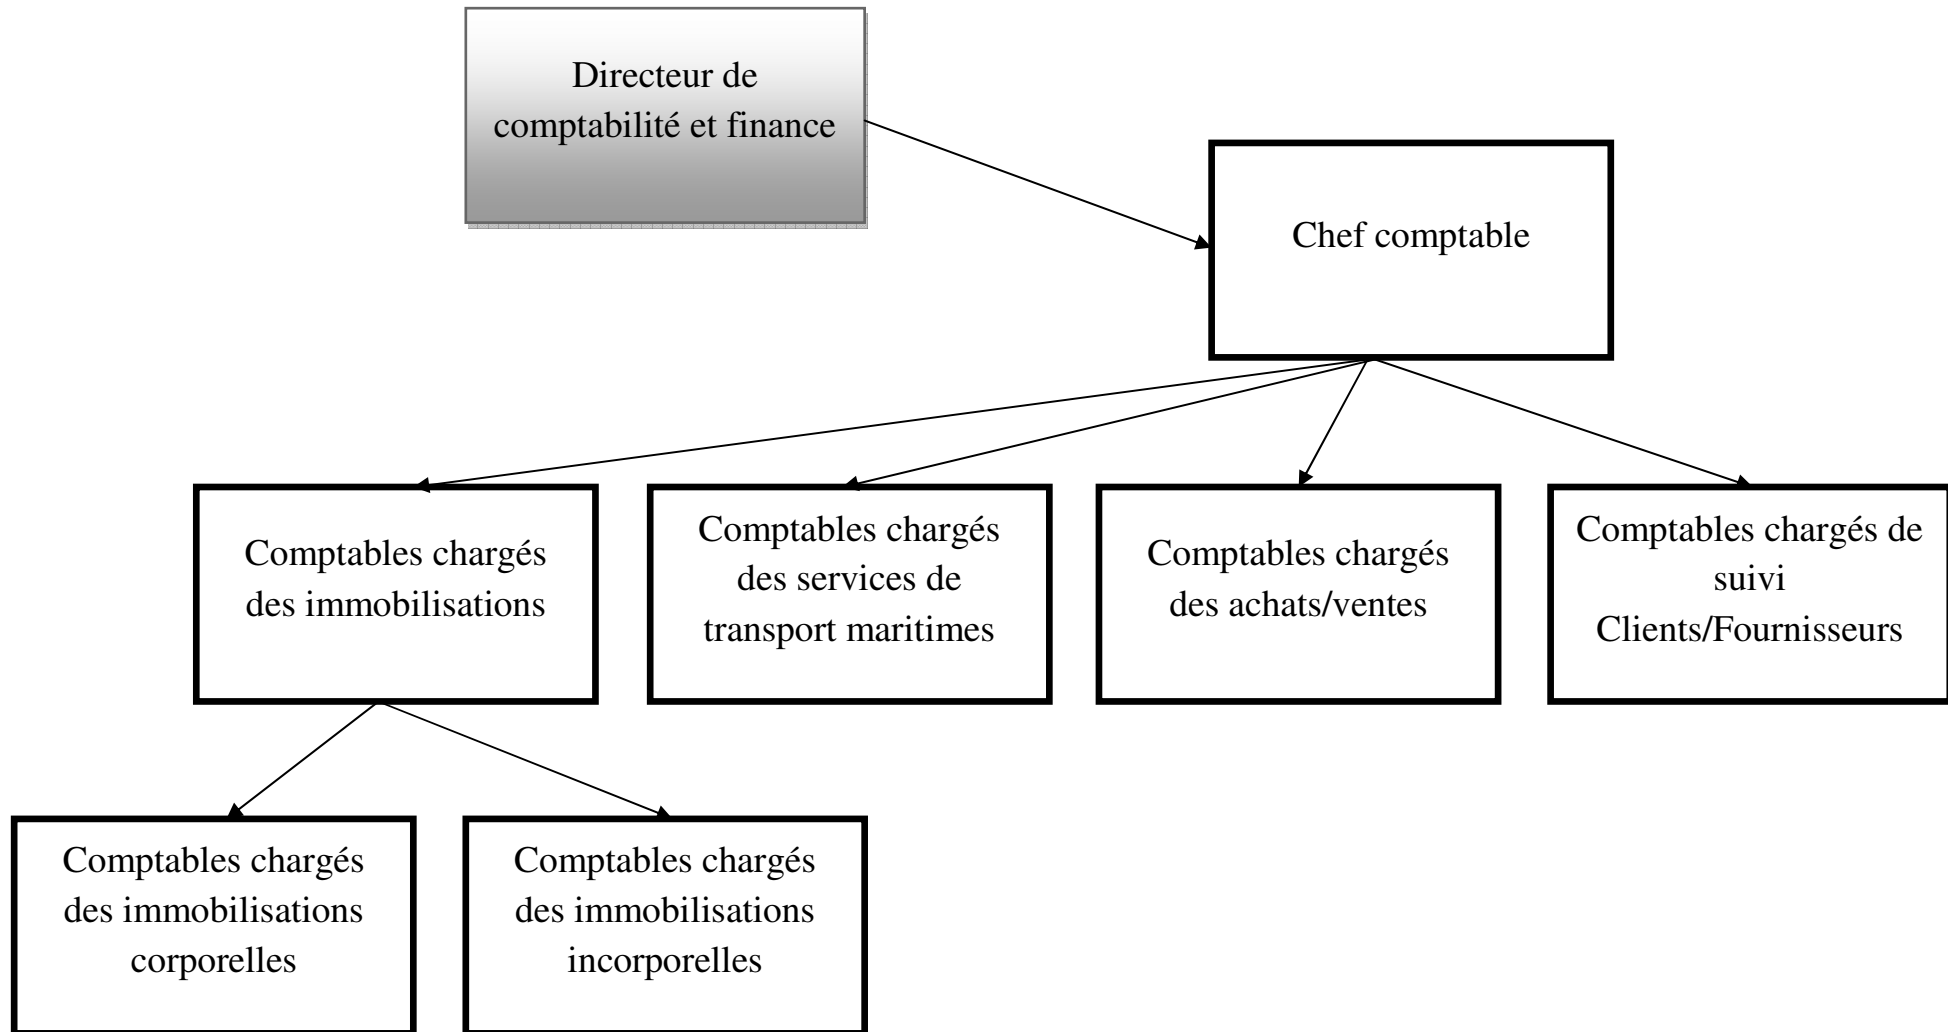 Directeur de
comptabilité et finance
Chef comptable
Comptables chargés
des immobilisations
Comptables chargés
des services de
transport maritimes
Comptables chargés
des achats/ventes
Comptables chargés de
suivi
Clients/Fournisseurs
Comptables chargés
des immobilisations
corporelles
Comptables chargés
des immobilisations
incorporelles